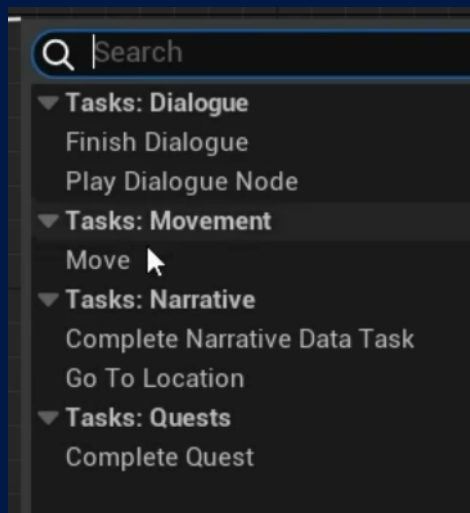 Search
Tasks: Dialogue
Finish Dialogue
Play Dialogue Node
Tasks: Movement
Move
Tasks: Narrative
Complete Narrative Data Task
Go To Location
Tasks: Quests
Complete Quest